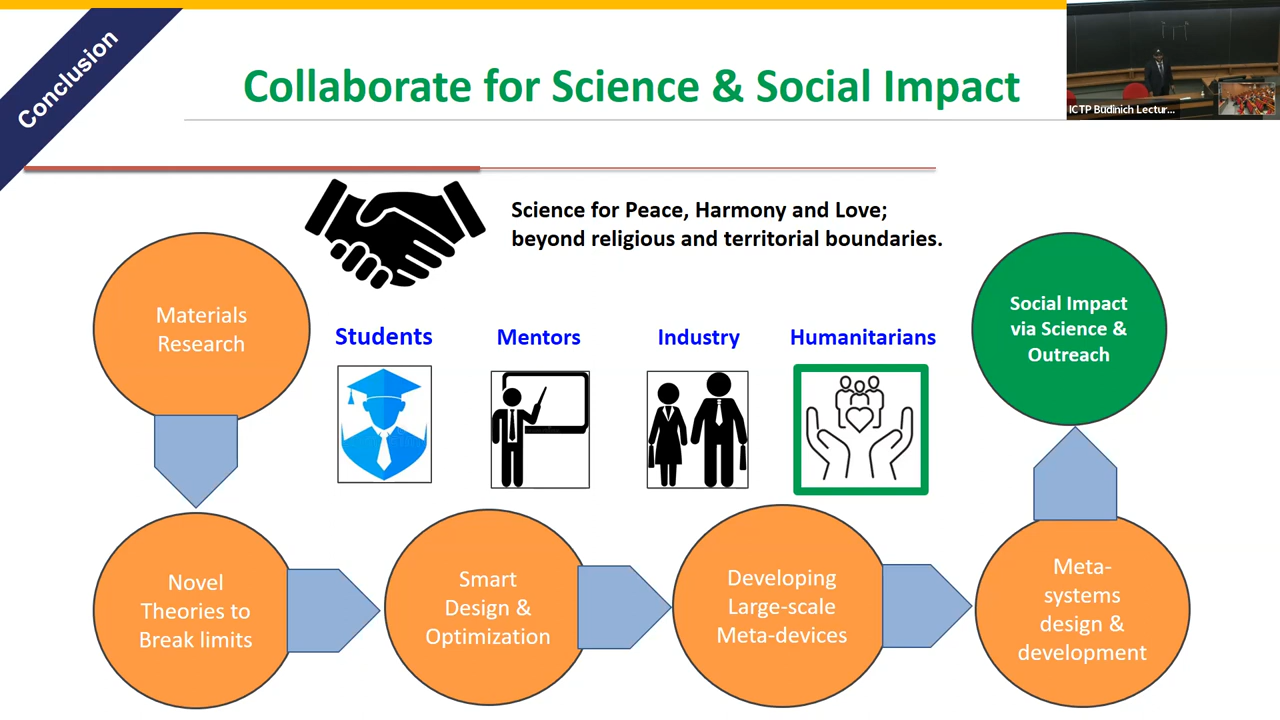 Conclusion
Collaborate for Science & Social Impact
ICTP Budinich Lectur...
Science for Peace, Harmony and Love;
beyond religious and territorial boundaries.
Materials
Research
Students
Mentors
Industry
Humanitarians
Social Impact
via Science &
Outreach
Novel
Theories to
Break limits
Smart
Design &
Optimization
Developing
Large-scale
Meta-devices
Meta-
systems
design &
development